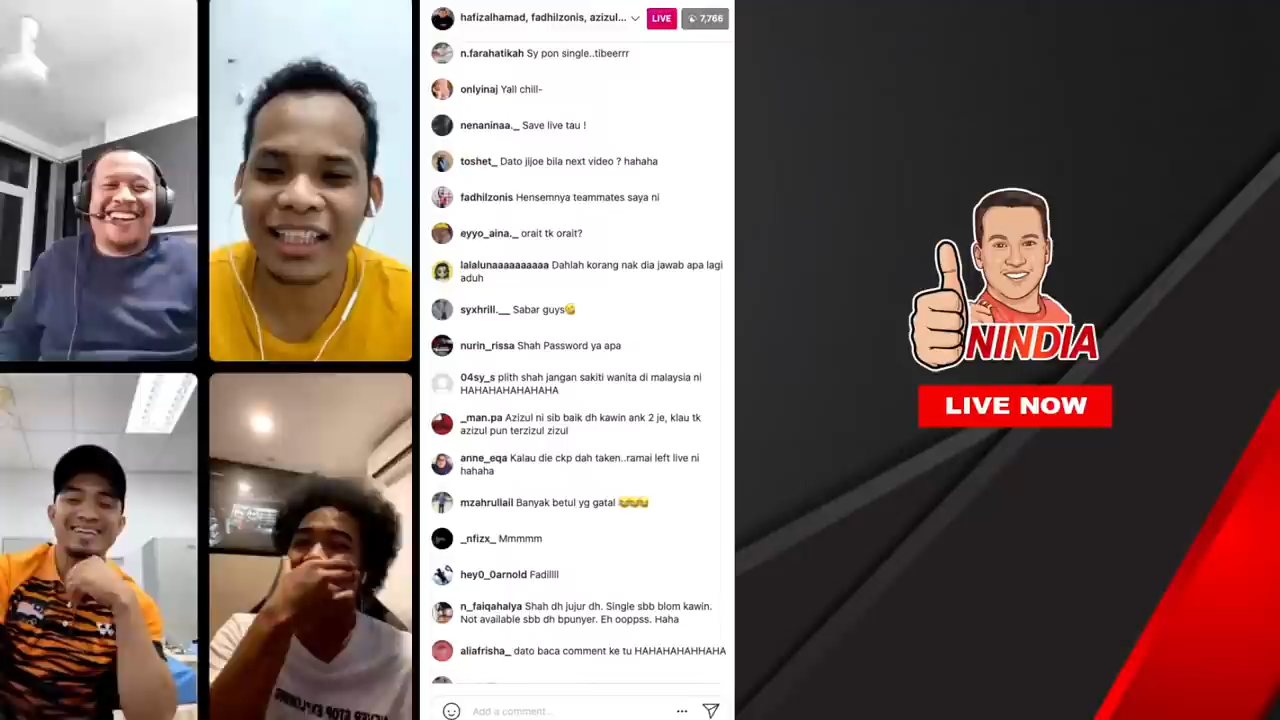 hafizalhamad, fadhilzonis, azizul...
LIVE
7,766
n.farahatikah Sy pon single..tibeerrr
onlyinaj Yall chill-
nenaninaa._ Save live tau !
toshet_ Dato jijoe bila next video ? hahaha
fadhilzonis Hensemnya teammates saya ni
eyyo_aina._ orait tk orait?
lalalunaaaaaaaaaa Dahlah korang nak dia jawab apa lagi
aduh
syxhrill.__ Sabar guys🤣
nurin_rissa Shah Password ya apa
04sy_s plith shah jangan sakiti wanita di malaysia ni
HAHAHAHAHAHAHA
_man.pa Azizul ni sib baik dh kawin ank 2 je, klau tk
azizul pun terzizul zizul
anne_eqa Kalau die ckp dah taken..ramai left live ni
hahaha
mzahrullail Banyak betul yg gatal 😂😂😂
_nfizx_ Mmmmm
hey0_0arnold Fadillll
n_faiqahalya Shah dh jujur dh. Single sbb blom kawin.
Not available sbb dh bpunyer. Eh ooppss. Haha
aliafrisha_ dato baca comment ke tu HAHAHAHAHHAHA
Add a comment...
NINDIA
LIVE NOW